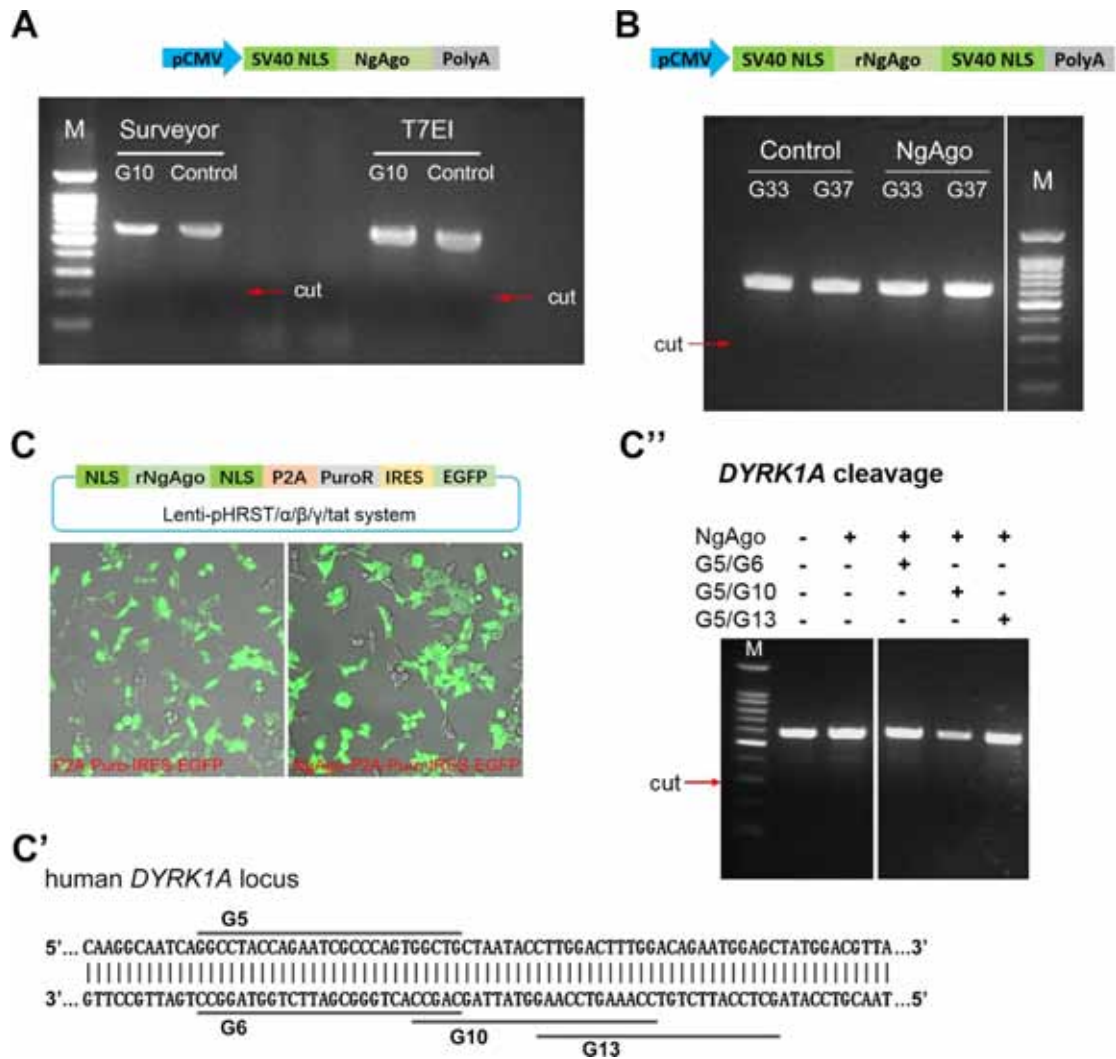 A
pCMV SV40 NLS NgAgo PolyA
M Surveyor T7EI
G10 Control G10 Control
cut
cut
B
pCMV SV40 NLS rNgAgo SV40 NLS PolyA
Control NgAgo M
G33 G37 G33 G37
cut
C
NLS rNgAgo NLS P2A PuroR IRES EGFP
Lenti-pHRST/α/β/γ/tat system
P2A-Puro-IRES-EGFP
NgAgo-P2A-Puro-IRES-EGFP
C''
DYRK1A cleavage
NgAgo - + + + +
G5/G6 - - + - -
G5/G10 - - - + -
G5/G13 - - - - +
M
cut
C'
human DYRK1A locus
G5
5'... CAAGGCAATCAGGCCTACCAGAATCGCCCAGTGGCTGCTAATACCTTGGACTTTGGACAGAATGGAGCTATGGACGTTA ...3'
3'... GTTCCGTTAGTCCGGATGGTCTTAGCGGGTCACCGACGATTATGGAACCTGAAACCTGTCTTACCTCGATACCTGCAAT ...5'
G6 G10 G13